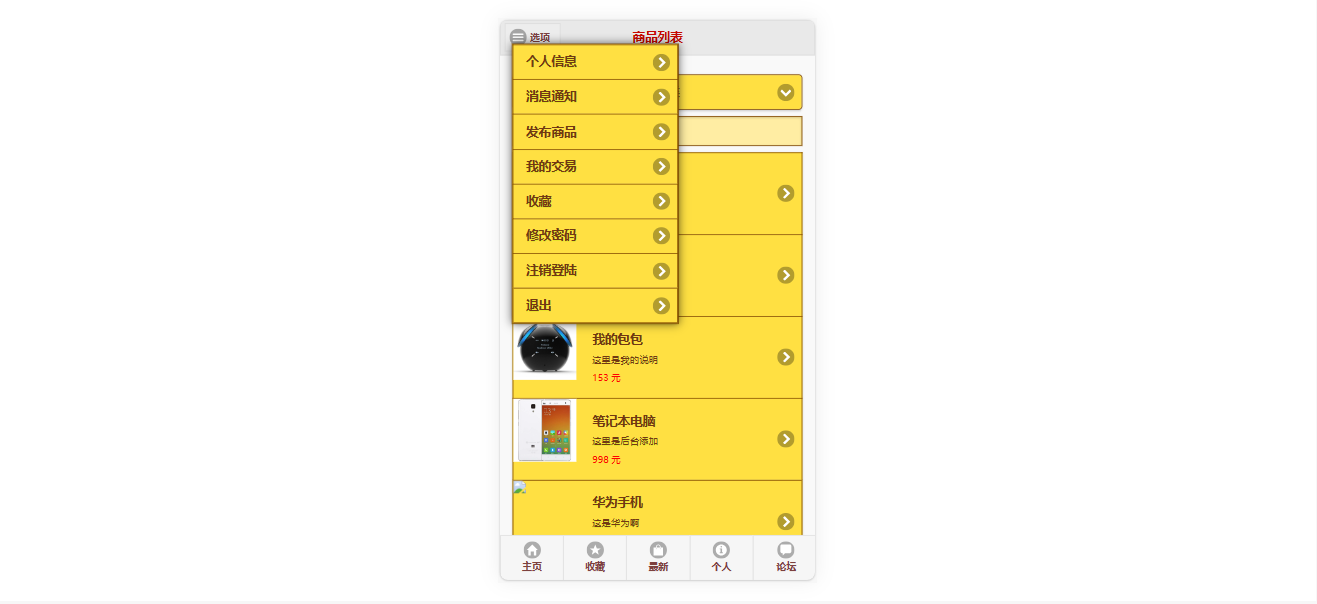 选项
商品列表
个人信息
消息通知
发布商品
我的交易
收藏
修改密码
注销登陆
退出
我的包包
这里是我的说明
153 元
笔记本电脑
这里是后台添加
998 元
华为手机
这是华为啊
主页
收藏
最新
个人
论坛